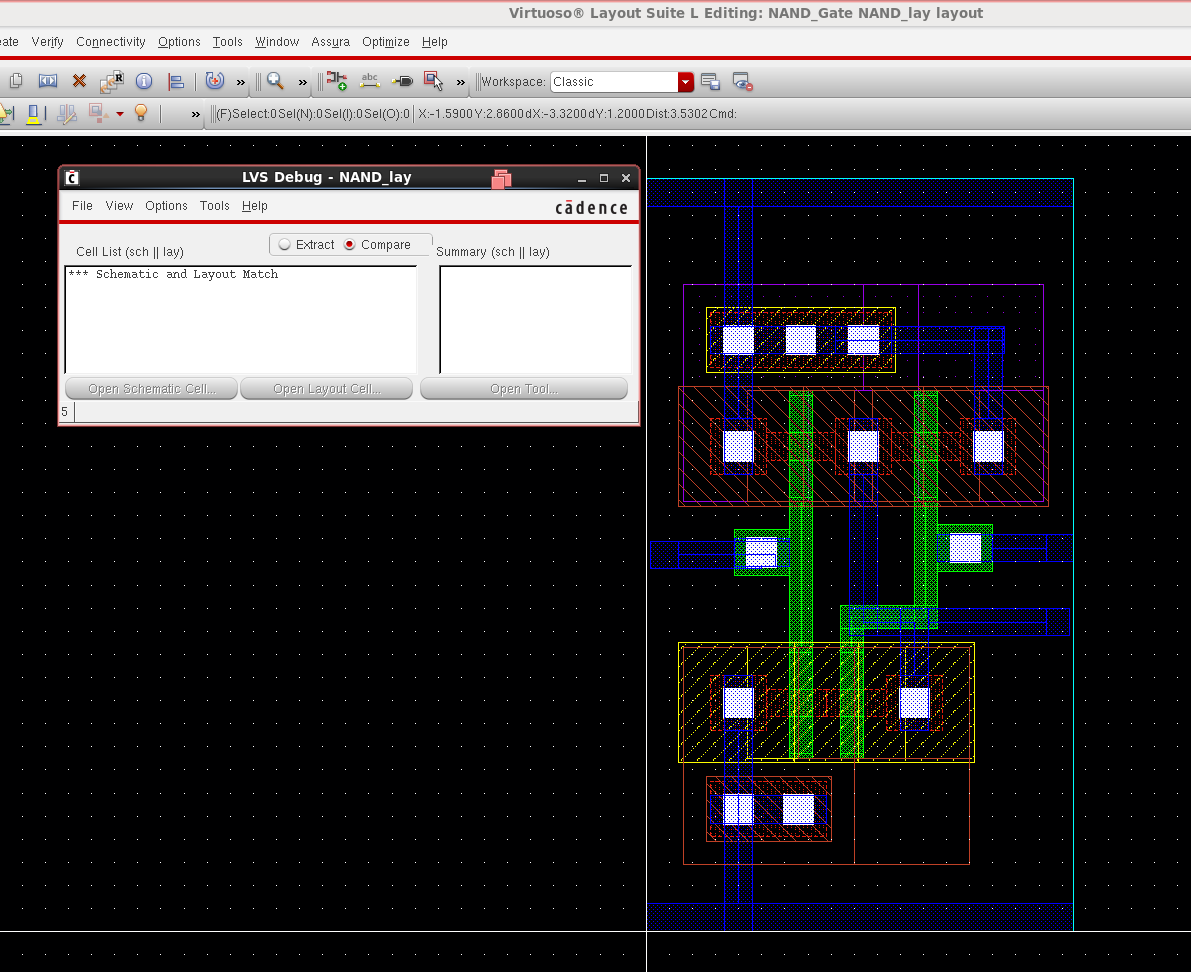 Virtuoso® Layout Suite L Editing: NAND_Gate NAND_lay layout
eate Verify Connectivity Options Tools Window Assura Optimize Help
R
abc
Workspace: Classic
(F)Select:0 Sel(N):0 Sel(I):0 Sel(O):0 X:-1.5900 Y:2.8600 dX:-3.3200 dY:1.2000 Dist:3.5302 Cmd:
LVS Debug - NAND_lay
File View Options Tools Help
cādence
Extract Compare
Cell List (sch || lay)
Summary (sch || lay)
*** Schematic and Layout Match
Open Schematic Cell... Open Layout Cell... Open Tool...
5